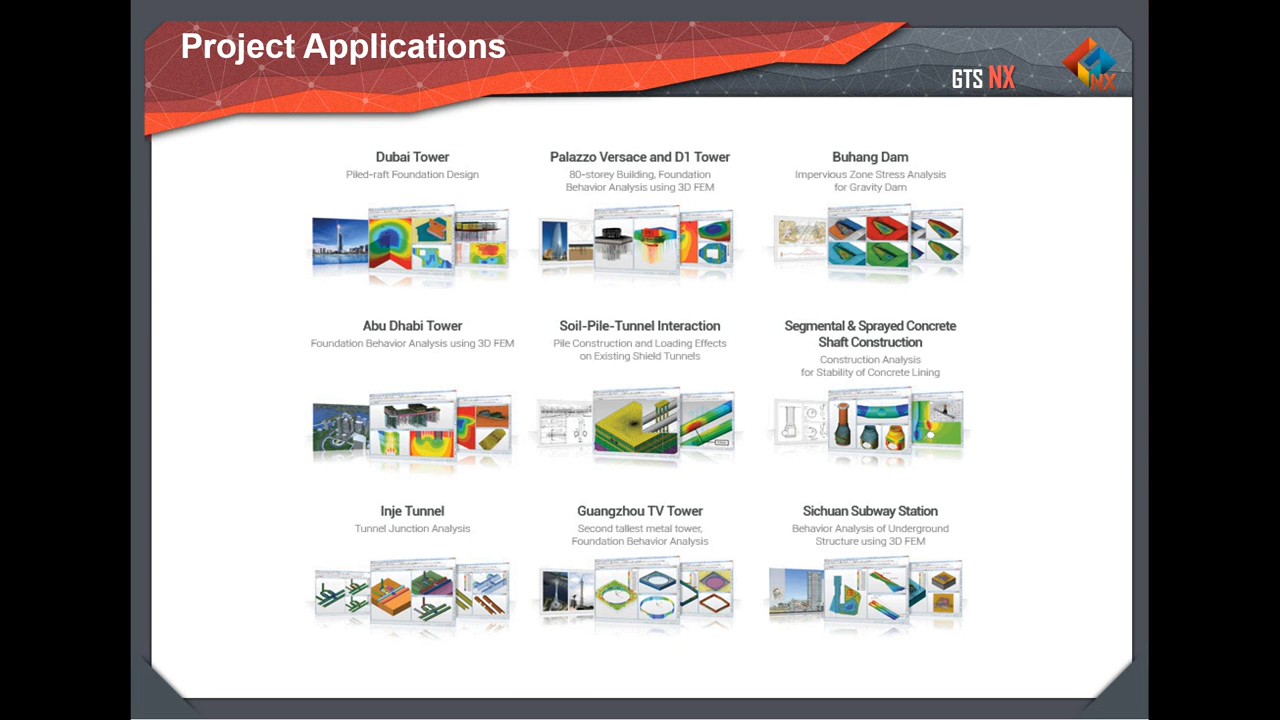 Project Applications
GTS NX
NX
Dubai Tower
Piled-raft Foundation Design
Palazzo Versace and D1 Tower
80-storey Building, Foundation
Behavior Analysis using 3D FEM
Buhang Dam
Impervious Zone Stress Analysis
for Gravity Dam
Abu Dhabi Tower
Foundation Behavior Analysis using 3D FEM
Soil-Pile-Tunnel Interaction
Pile Construction and Loading Effects
on Existing Shield Tunnels
Segmental & Sprayed Concrete
Shaft Construction
Construction Analysis
for Stability of Concrete Lining
Inje Tunnel
Tunnel Junction Analysis
Guangzhou TV Tower
Second tallest metal tower,
Foundation Behavior Analysis
Sichuan Subway Station
Behavior Analysis of Underground
Structure using 3D FEM